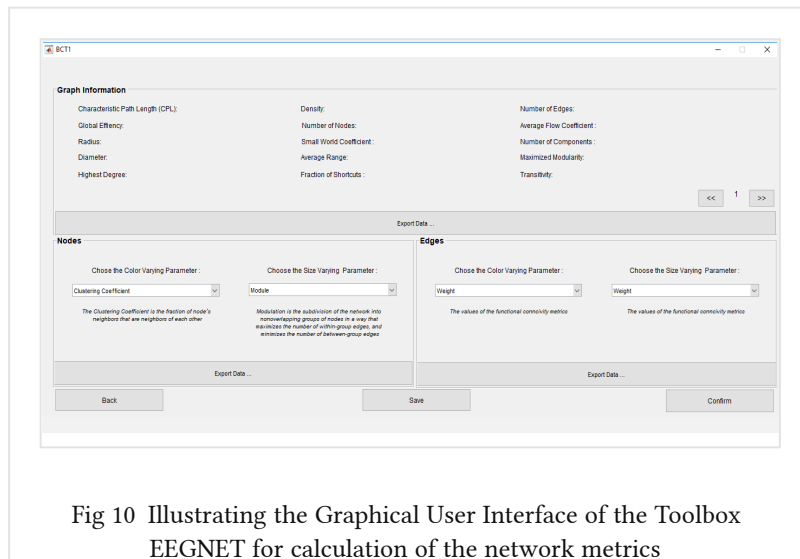 BCT1
Graph Information
Characteristic Path Length (CPL):
Density:
Number of Edges:
Global Effiency:
Number of Nodes:
Average Flow Coefficient :
Radius:
Small World Coefficient :
Number of Components :
Diameter:
Average Range:
Maximized Modularity:
Highest Degree:
Fraction of Shortcuts :
Transitivity:
<< 1 >>
Export Data ...
Nodes
Chose the Color Varying Parameter :
Choose the Size Varying Parameter :
Clustering Coefficient
Module
The Clustering Coefficient is the fraction of node's
neighbors that are neighbors of each other
Modulation is the subdivision of the network into
nonoverlapping groups of nodes in a way that
maximizes the number of within-group edges, and
minimizes the number of between-group edges
Export Data ...
Edges
Chose the Color Varying Parameter :
Choose the Size Varying Parameter :
Weight
Weight
The values of the functional conncivity metrics
The values of the functional conncivity metrics
Export Data ...
Back
Save
Confirm
Fig 10 Illustrating the Graphical User Interface of the Toolbox
EEGNET for calculation of the network metrics